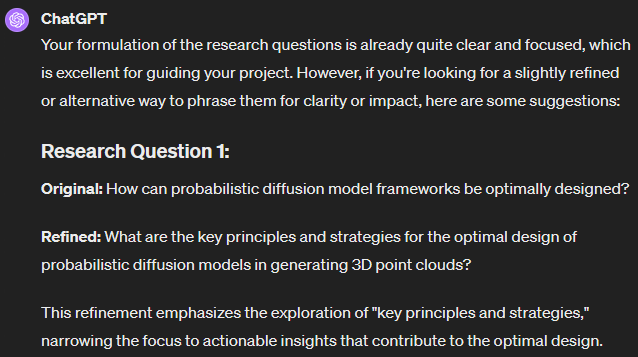 ChatGPT
Your formulation of the research questions is already quite clear and focused, which
is excellent for guiding your project. However, if you're looking for a slightly refined
or alternative way to phrase them for clarity or impact, here are some suggestions:
Research Question 1:
Original: How can probabilistic diffusion model frameworks be optimally designed?
Refined: What are the key principles and strategies for the optimal design of
probabilistic diffusion models in generating 3D point clouds?
This refinement emphasizes the exploration of "key principles and strategies,"
narrowing the focus to actionable insights that contribute to the optimal design.